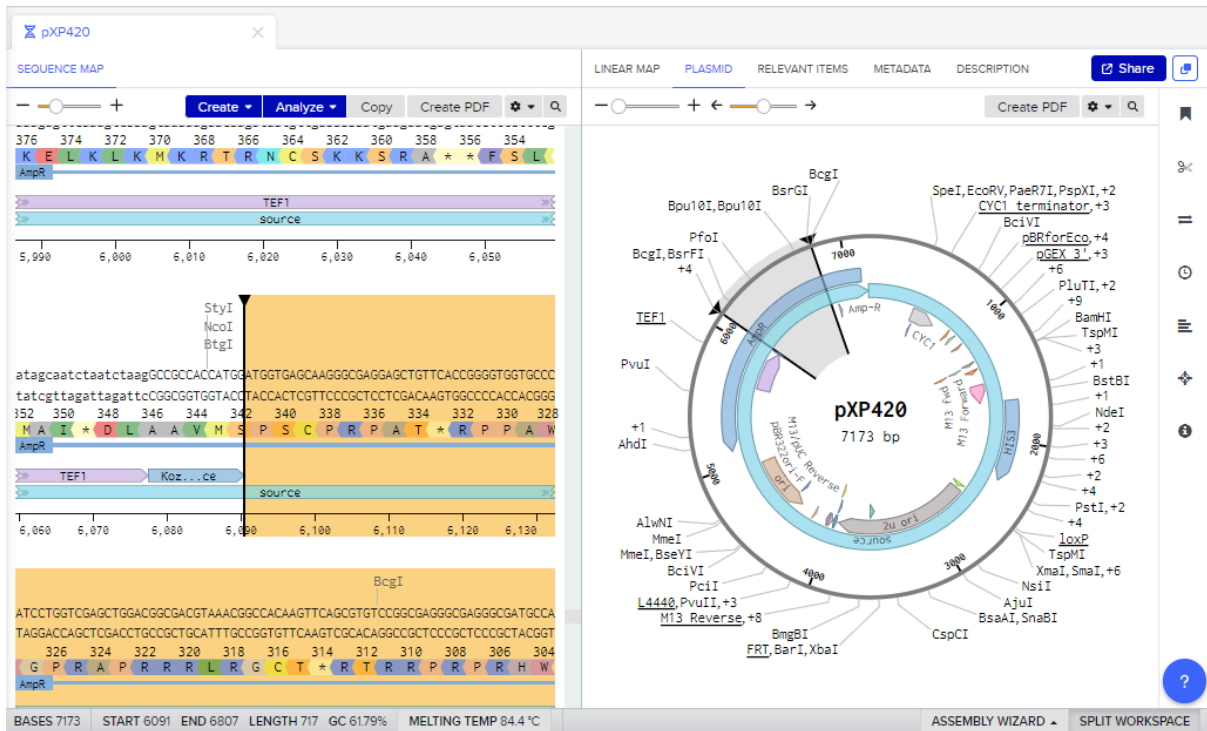 pXP420
SEQUENCE MAP
Create Analyze Copy Create PDF
376 374 372 370 368 366 364 362 360 358 356 354
K E L K L K M K R T R N C S K K S R A * * F S L
AmpR
TEF1
source
5,990 6,000 6,010 6,020 6,030 6,040 6,050
StyI
NcoI
BtgI
atagcaatctaatctaagGCCGCCACCATGGATGGTGAGCAAGGGCGAGGAGCTGTTCACCGGGGTGGTGCCC
tatcgttagattagattcCGGCGGTGGTACCTACCACTCGTTCCCGCTCCTCGACAAGTGGCCCCACCACGGG
352 350 348 346 344 342 340 338 336 334 332 330 328
M A I * D L A A V M S P S C P R P A T * R P P A W
AmpR
TEF1 Koz...ce
source
6,060 6,070 6,080 6,090 6,100 6,110 6,120 6,130
BcgI
ATCCTGGTCGAGCTGGACGGCGACGTAAACGGCCACAAGTTCAGCGTGTCCGGCGAGGGCGAGGGCGATGCCA
TAGGACCAGCTCGACCTGCCGCTGCATTTGCCGGTGTTCAAGTCGCACAGGCCGCTCCCGCTCCCGCTACGGT
326 324 322 320 318 316 314 312 310 308 306 304
G P R A P R R R L R G C T * R T R R P R P R H W
AmpR
LINEAR MAP PLASMID RELEVANT ITEMS METADATA DESCRIPTION Share
Create PDF
BcgI
BsrGI
Bpu10I,Bpu10I
PfoI
BcgI,BsrFI
+4
TEF1
PvuI
+1
AhdI
AlwNI
MmeI
MmeI,BseYI
BciVI
PciI
L4440,PvuII,+3
M13 Reverse,+8
BmgBI
FRT,BarI,XbaI
SpeI,EcoRV,PaeR7I,PspXI,+2
CYC1 terminator,+3
BciVI
pBRforEco,+4
pGEX 3',+3
+6
PluTI,+2
+9
BamHI
TspMI
+3
+1
BstBI
+1
NdeI
+2
+3
+6
+2
+4
PstI,+2
+4
loxP
TspMI
XmaI,SmaI,+6
NsiI
AjuI
BsaAI,SnaBI
CspCI
7000
1000
2000
3000
4000
5000
6000
AmpR
Amp-R
CYC1
M13 Fwd
M13 Forward
HIS3
pXP420
7173 bp
M13/pUC Reverse
pBR322ori-F
ori
2u ori
source
?
BASES 7173 START 6091 END 6807 LENGTH 717 GC 61.79% MELTING TEMP 84.4 °C ASSEMBLY WIZARD SPLIT WORKSPACE